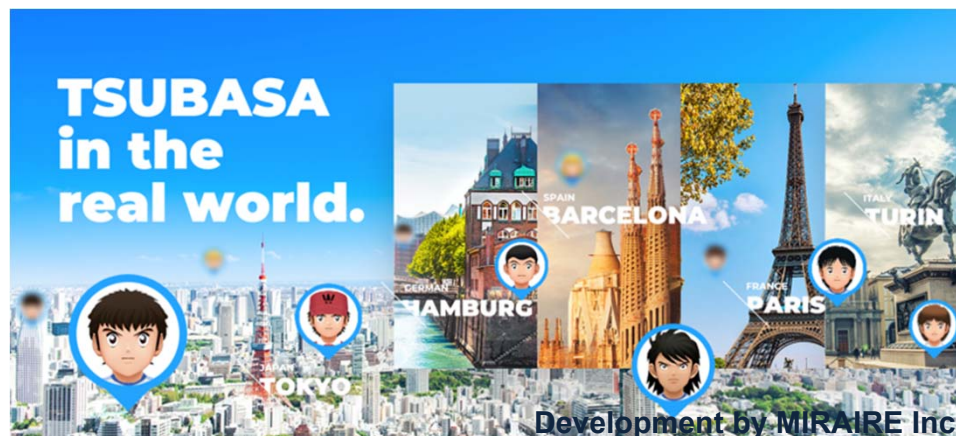 TSUBASA
in the
real world.
JAPAN
TOKYO
GERMAN
HAMBURG
SPAIN
BARCELONA
FRANCE
PARIS
ITALY
TURIN
Development by MIRAIRE Inc